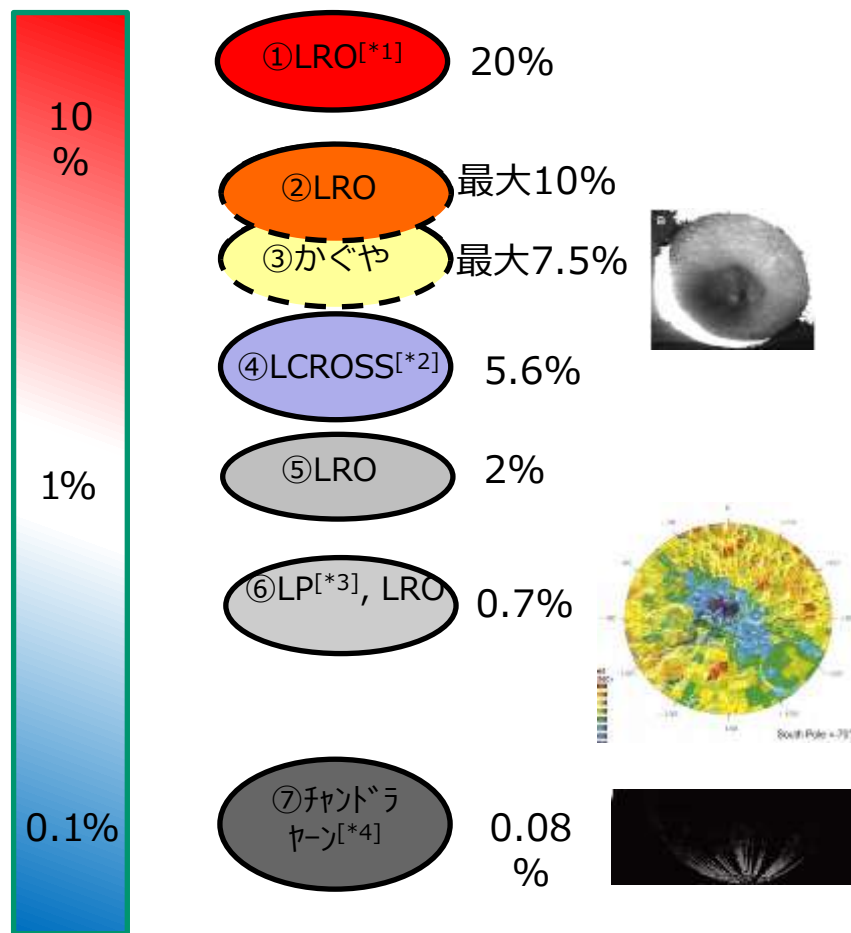 ①LRO[*1]
20%
10
%
②LRO
最大10%
③かぐや
最大7.5%
④LCROSS[*2]
5.6%
⑤LRO
2%
1%
⑥LP[*3], LRO
0.7%
South Pole
⑦ﾁｬﾝﾄﾞﾗ
ﾔｰﾝ[*4]
0.08
%
0.1%